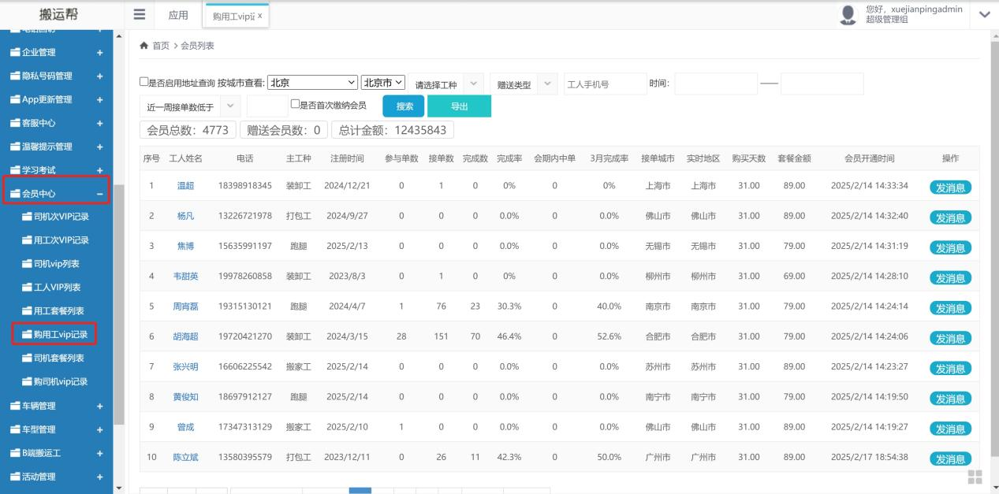 搬运帮
应用
购用工vip记 x
您好，xuejianpingadmin
超级管理组
企业管理 +
隐私号码管理 +
App更新管理 +
客服中心 +
温馨提示管理 +
学习考试 +
会员中心 −
司机次VIP记录
用工次VIP记录
司机vip列表
工人VIP列表
用工套餐列表
购用工vip记录
司机套餐列表
购司机vip记录
车辆管理 +
车型管理 +
B端搬运工 +
活动管理 +
首页 > 会员列表
是否启用地址查询 按城市查看: 北京 北京市 请选择工种 赠送类型 工人手机号 时间: ——
近一周接单数低于 是否首次缴纳会员 搜索 导出
会员总数：4773 赠送会员数：0 总计金额：12435843
序号 工人姓名 电话 主工种 注册时间 参与单数 接单数 完成数 完成率 会期内中单 3月完成率 接单城市 实时地区 购买天数 套餐金额 会员开通时间 操作
1 温超 18398918345 装卸工 2024/12/21 0 1 0 0% 0 0% 上海市 上海市 31.00 89.00 2025/2/14 14:33:34 发消息
2 杨凡 13226721978 打包工 2024/9/27 0 0 0 0.0% 0 0.0% 佛山市 佛山市 31.00 89.00 2025/2/14 14:32:40 发消息
3 焦博 15635991197 跑腿 2025/2/13 0 0 0 0.0% 0 0.0% 无锡市 无锡市 31.00 79.00 2025/2/14 14:31:19 发消息
4 韦甜英 19978260858 装卸工 2023/8/3 0 1 0 0% 0 0.0% 柳州市 柳州市 31.00 69.00 2025/2/14 14:28:10 发消息
5 周肖磊 19315130121 跑腿 2024/4/7 1 76 23 30.3% 0 40.0% 南京市 南京市 31.00 79.00 2025/2/14 14:24:14 发消息
6 胡海超 19720421270 装卸工 2024/3/15 28 151 70 46.4% 0 52.6% 合肥市 合肥市 31.00 79.00 2025/2/14 14:24:06 发消息
7 张兴明 16606225542 搬家工 2025/2/14 0 0 0 0.0% 0 0.0% 苏州市 苏州市 31.00 89.00 2025/2/14 14:23:27 发消息
8 黄俊知 18697912127 跑腿 2025/2/14 0 0 0 0.0% 0 0.0% 南宁市 南宁市 31.00 79.00 2025/2/14 14:19:50 发消息
9 曾成 17347313129 搬家工 2025/2/10 1 0 0 0.0% 0 0.0% 佛山市 佛山市 31.00 89.00 2025/2/14 14:19:27 发消息
10 陈立斌 13580395579 打包工 2023/12/11 0 26 11 42.3% 0 50.0% 广州市 广州市 31.00 89.00 2025/2/17 18:54:38 发消息